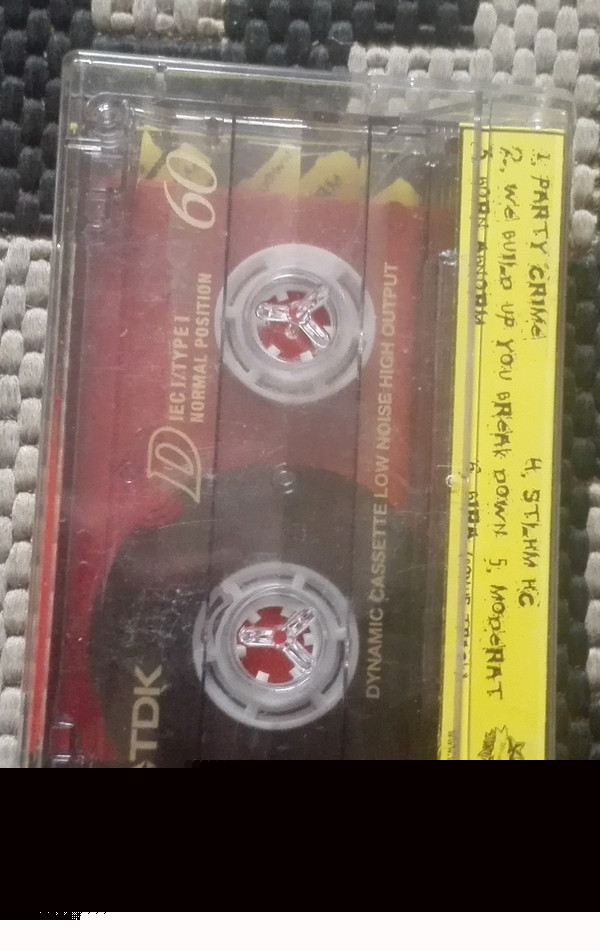 1. PARTY CRIME 4. STIHM HC
2. We BUILD UP YOU BREAK DOWN 5. MODERAT
DYNAMIC CASSETTE LOW NOISE HIGH OUTPUT
D IEC I/TYPE I
NORMAL POSITION
60
TDK